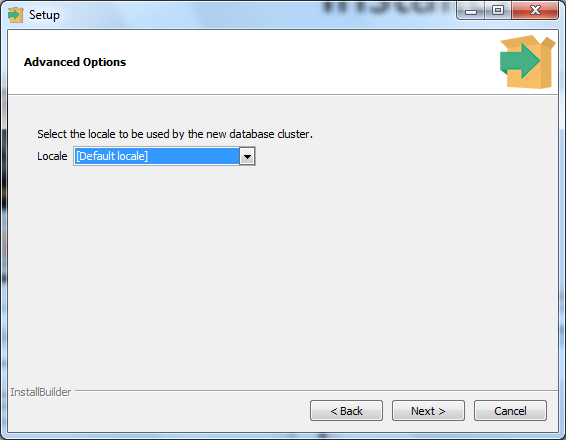 Setup
Advanced Options
Select the locale to be used by the new database cluster.
Locale [Default locale]
InstallBuilder
< Back Next > Cancel